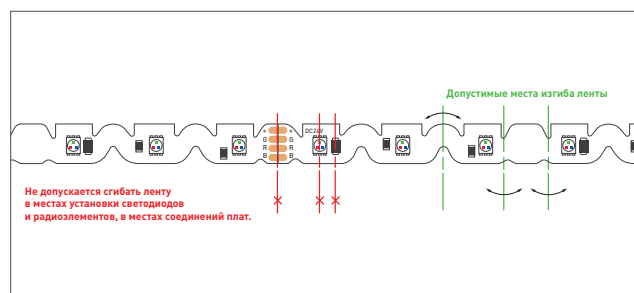 Допустимые места изгиба ленты
+ + DC24V
G G
R R
B B
Не допускается сгибать ленту
в местах установки светодиодов
и радиоэлементов, в местах соединений плат.